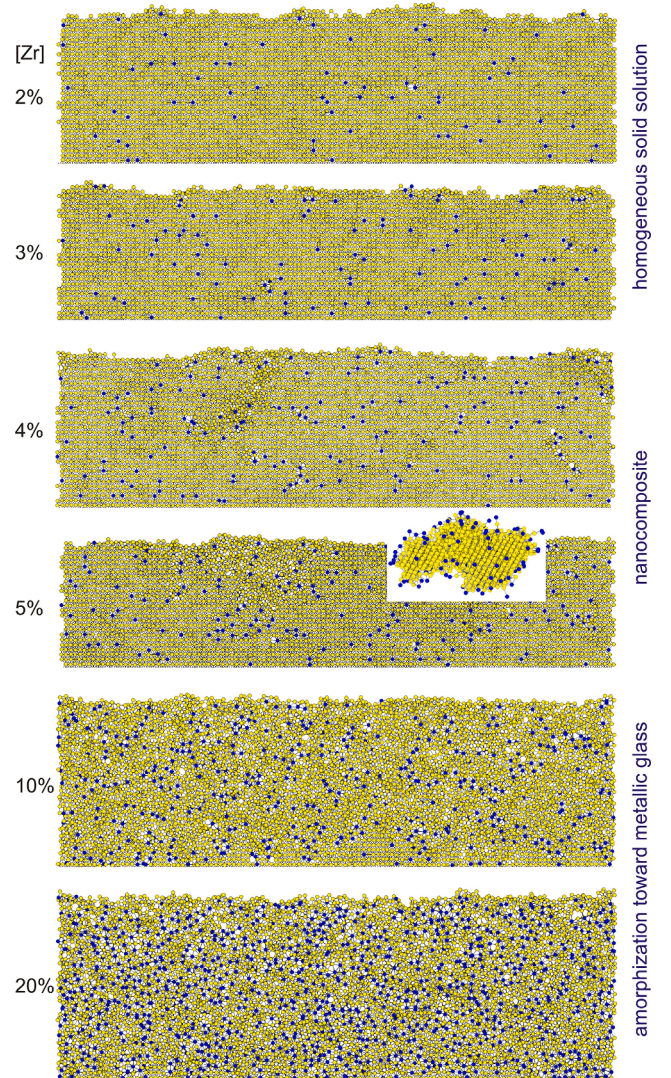 [Zr]
2%
3%
homogeneous solid solution
4%
5%
nanocomposite
10%
20%
amorphization toward metallic glass